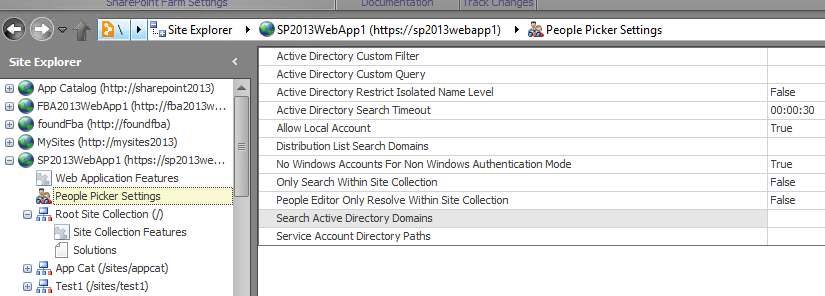 SharePoint Farm Settings Documentation Track Changes
\ Site Explorer SP2013WebApp1 (https://sp2013webapp1) People Picker Settings
Site Explorer
App Catalog (http://sharepoint2013)
FBA2013WebApp1 (http://fba2013w...
foundFba (http://foundfba)
MySites (http://mysites2013)
SP2013WebApp1 (https://sp2013we...
Web Application Features
People Picker Settings
Root Site Collection (/)
Site Collection Features
Solutions
App Cat (/sites/appcat)
Test1 (/sites/test1)
Active Directory Custom Filter
Active Directory Custom Query
Active Directory Restrict Isolated Name Level False
Active Directory Search Timeout 00:00:30
Allow Local Account True
Distribution List Search Domains
No Windows Accounts For Non Windows Authentication Mode True
Only Search Within Site Collection False
People Editor Only Resolve Within Site Collection False
Search Active Directory Domains
Service Account Directory Paths